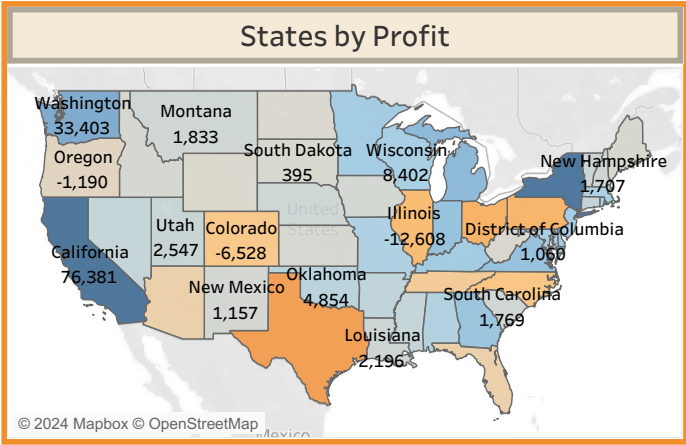 States by Profit
Washington
33,403
Montana
1,833
Oregon
-1,190
South Dakota
395
Wisconsin
8,402
New Hampshire
1,707
United
States
Utah
2,547
Colorado
-6,528
Illinois
-12,608
District of Columbia
1,060
California
76,381
New Mexico
1,157
Oklahoma
4,854
South Carolina
1,769
Louisiana
2,196
© 2024 Mapbox © OpenStreetMap
Mexico